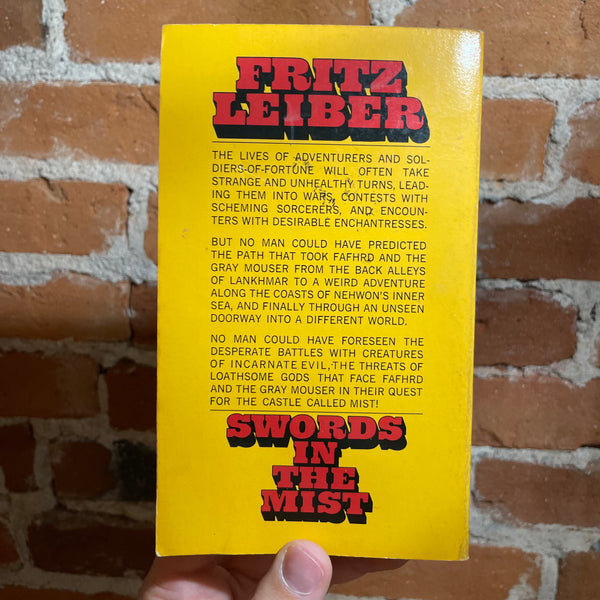 FRITZ
LEIBER
THE LIVES OF ADVENTURERS AND SOL-
DIERS-OF-FORTUNE WILL OFTEN TAKE
STRANGE AND UNHEALTHY TURNS, LEAD-
ING THEM INTO WARS, CONTESTS WITH
SCHEMING SORCERERS, AND ENCOUN-
TERS WITH DESIRABLE ENCHANTRESSES.
BUT NO MAN COULD HAVE PREDICTED
THE PATH THAT TOOK FAFHRD AND THE
GRAY MOUSER FROM THE BACK ALLEYS
OF LANKHMAR TO A WEIRD ADVENTURE
ALONG THE COASTS OF NEHWON'S INNER
SEA, AND FINALLY THROUGH AN UNSEEN
DOORWAY INTO A DIFFERENT WORLD.
NO MAN COULD HAVE FORESEEN THE
DESPERATE BATTLES WITH CREATURES
OF INCARNATE EVIL, THE THREATS OF
LOATHSOME GODS THAT FACE FAFHRD
AND THE GRAY MOUSER IN THEIR QUEST
FOR THE CASTLE CALLED MIST!
SWORDS
IN
THE
MIST